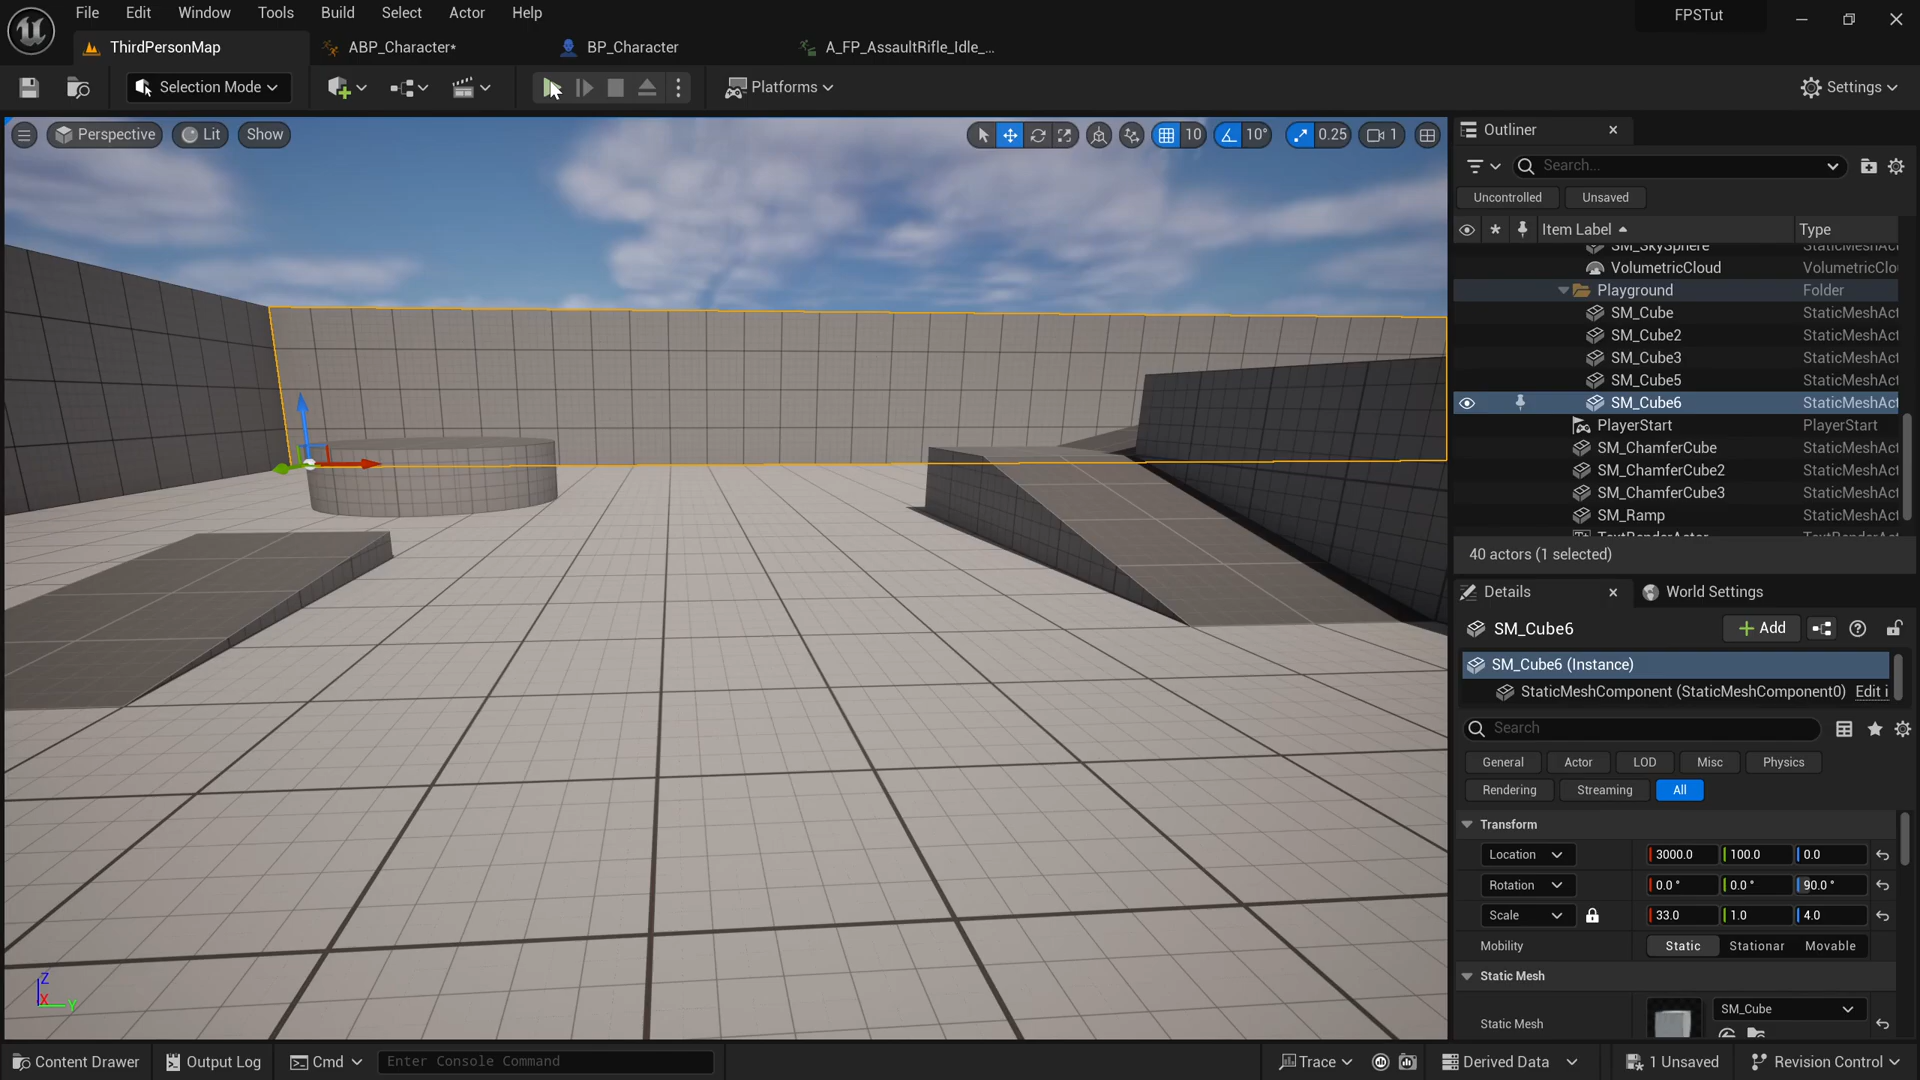 File Edit Window Tools Build Select Actor Help
FPSTut
ThirdPersonMap
ABP_Character*
BP_Character
A_FP_AssaultRifle_Idle_...
Selection Mode
Platforms
Settings
Perspective
Lit
Show
10
10°
0.25
1
Outliner
Search...
Uncontrolled
Unsaved
Item Label
Type
SM_SkySphere StaticMeshAct
VolumetricCloud VolumetricClou
Playground Folder
SM_Cube StaticMeshAct
SM_Cube2 StaticMeshAct
SM_Cube3 StaticMeshAct
SM_Cube5 StaticMeshAct
SM_Cube6 StaticMeshAct
PlayerStart PlayerStart
SM_ChamferCube StaticMeshAct
SM_ChamferCube2 StaticMeshAct
SM_ChamferCube3 StaticMeshAct
SM_Ramp StaticMeshAct
40 actors (1 selected)
Details
World Settings
SM_Cube6
Add
SM_Cube6 (Instance)
StaticMeshComponent (StaticMeshComponent0) Edit i
Search
General Actor LOD Misc Physics
Rendering Streaming All
Transform
Location 3000.0 100.0 0.0
Rotation 0.0 ° 0.0 ° 90.0 °
Scale 33.0 1.0 4.0
Mobility Static Stationar Movable
Static Mesh
SM_Cube
Static Mesh
Z
X
Y
Content Drawer
Output Log
Cmd
Enter Console Command
Trace
Derived Data
1 Unsaved
Revision Control